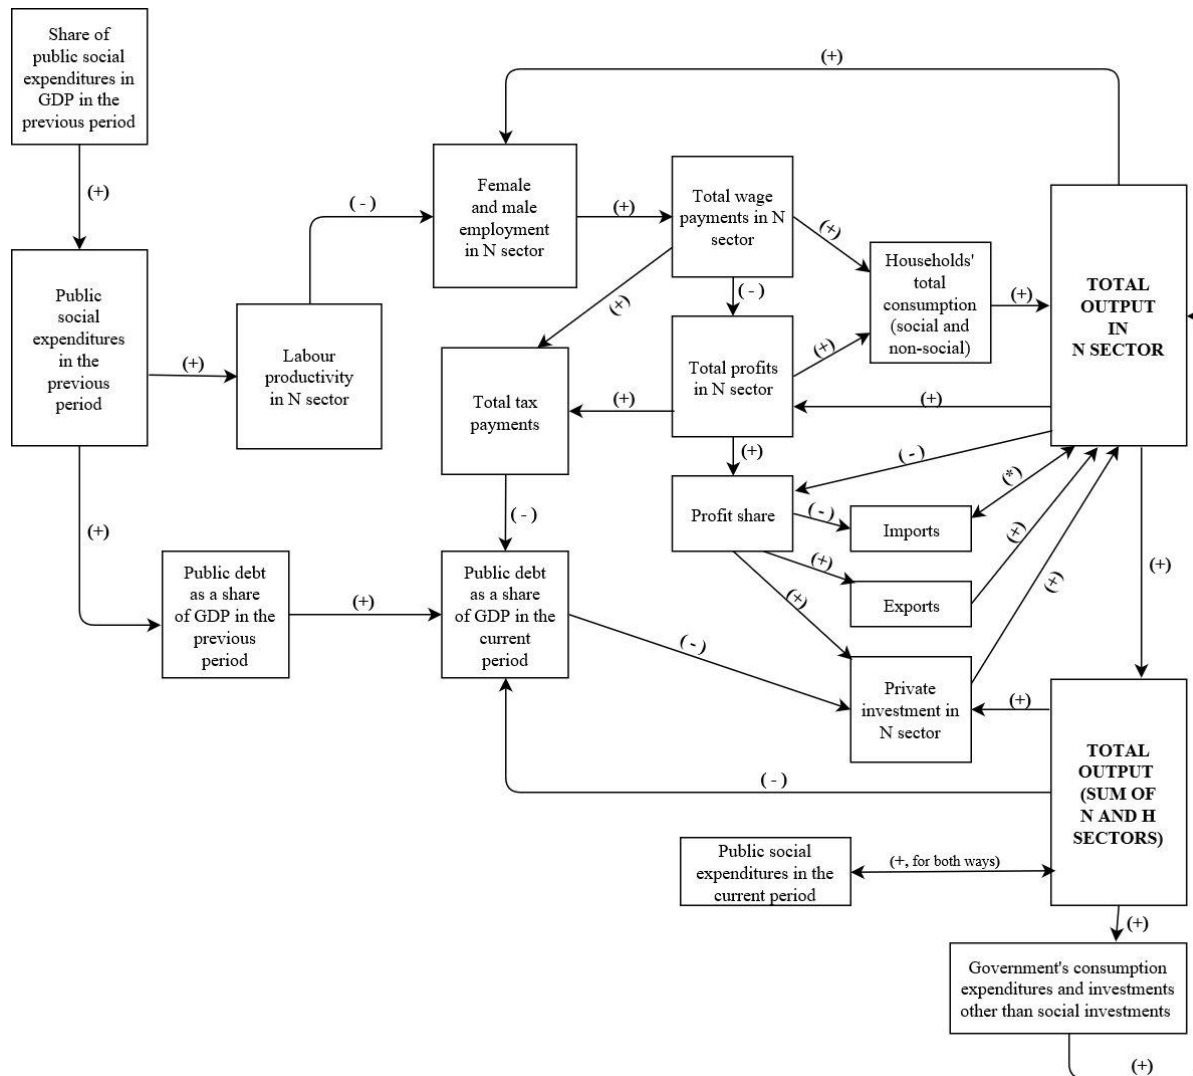 Share of
public social
expenditures in
GDP in the
previous period
(+)
(+)
Public
social
expenditures
in the
previous
period
(+)
Labour
productivity
in N sector
( - )
Female
and male
employment
in N sector
(+)
Total wage
payments in N
sector
(+)
(+)
( - )
Households'
total
consumption
(social and
non-social)
(+)
TOTAL
OUTPUT
IN
N SECTOR
Total profits
in N sector
(+)
(+)
(+)
Total tax
payments
(+)
( - )
Profit share
( - )
(*)
Imports
(+)
(+)
Exports
(+)
(+)
( - )
(+)
Public debt
as a share
of GDP in the
previous
period
(+)
Public debt
as a share
of GDP in the
current
period
( - )
(+)
Private
investment in
N sector
(+)
TOTAL
OUTPUT
(SUM OF
N AND H
SECTORS)
( - )
Public social
expenditures in the
current period
(+, for both ways)
(+)
Government's consumption
expenditures and investments
other than social investments
(+)